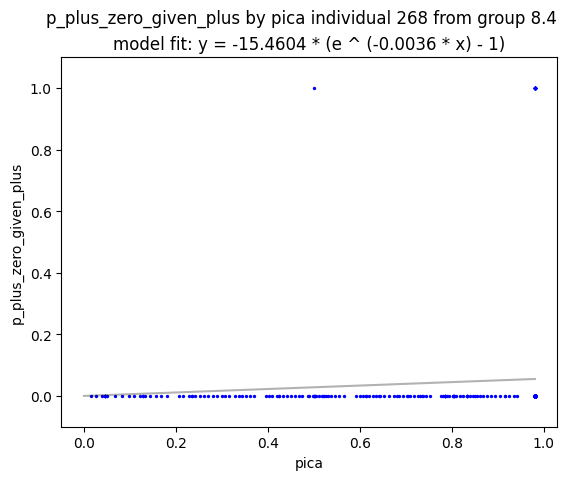 p_plus_zero_given_plus by pica individual 268 from group 8.4
model fit: y = -15.4604 * (e ^ (-0.0036 * x) - 1)
p_plus_zero_given_plus
1.0
0.8
0.6
0.4
0.2
0.0
0.0 0.2 0.4 0.6 0.8 1.0
pica